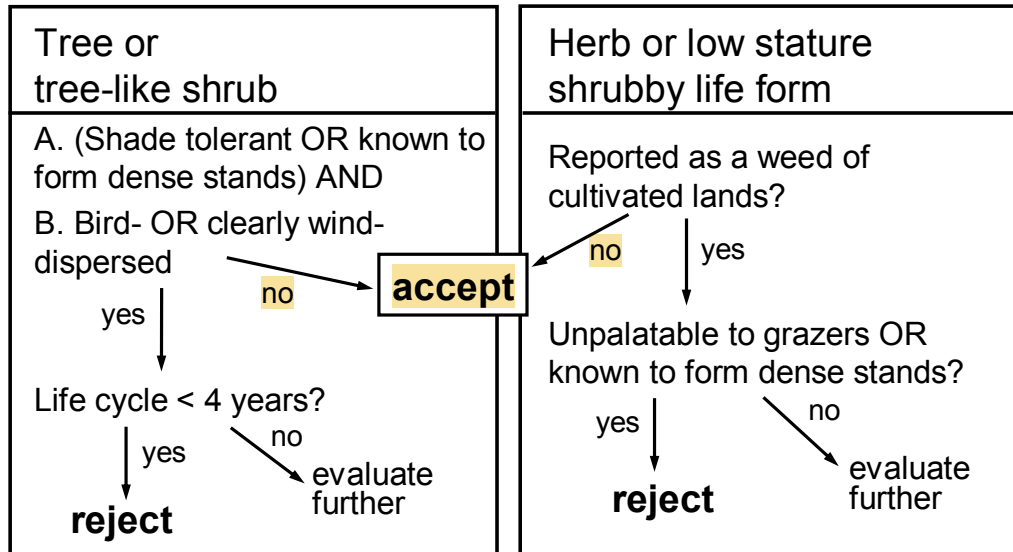 Tree or
tree-like shrub
A. (Shade tolerant OR known to
form dense stands) AND
B. Bird- OR clearly wind-
dispersed
no
yes
accept
Life cycle < 4 years?
yes
no
reject
evaluate
further
Herb or low stature
shrubby life form
Reported as a weed of
cultivated lands?
no
yes
Unpalatable to grazers OR
known to form dense stands?
yes
no
reject
evaluate
further